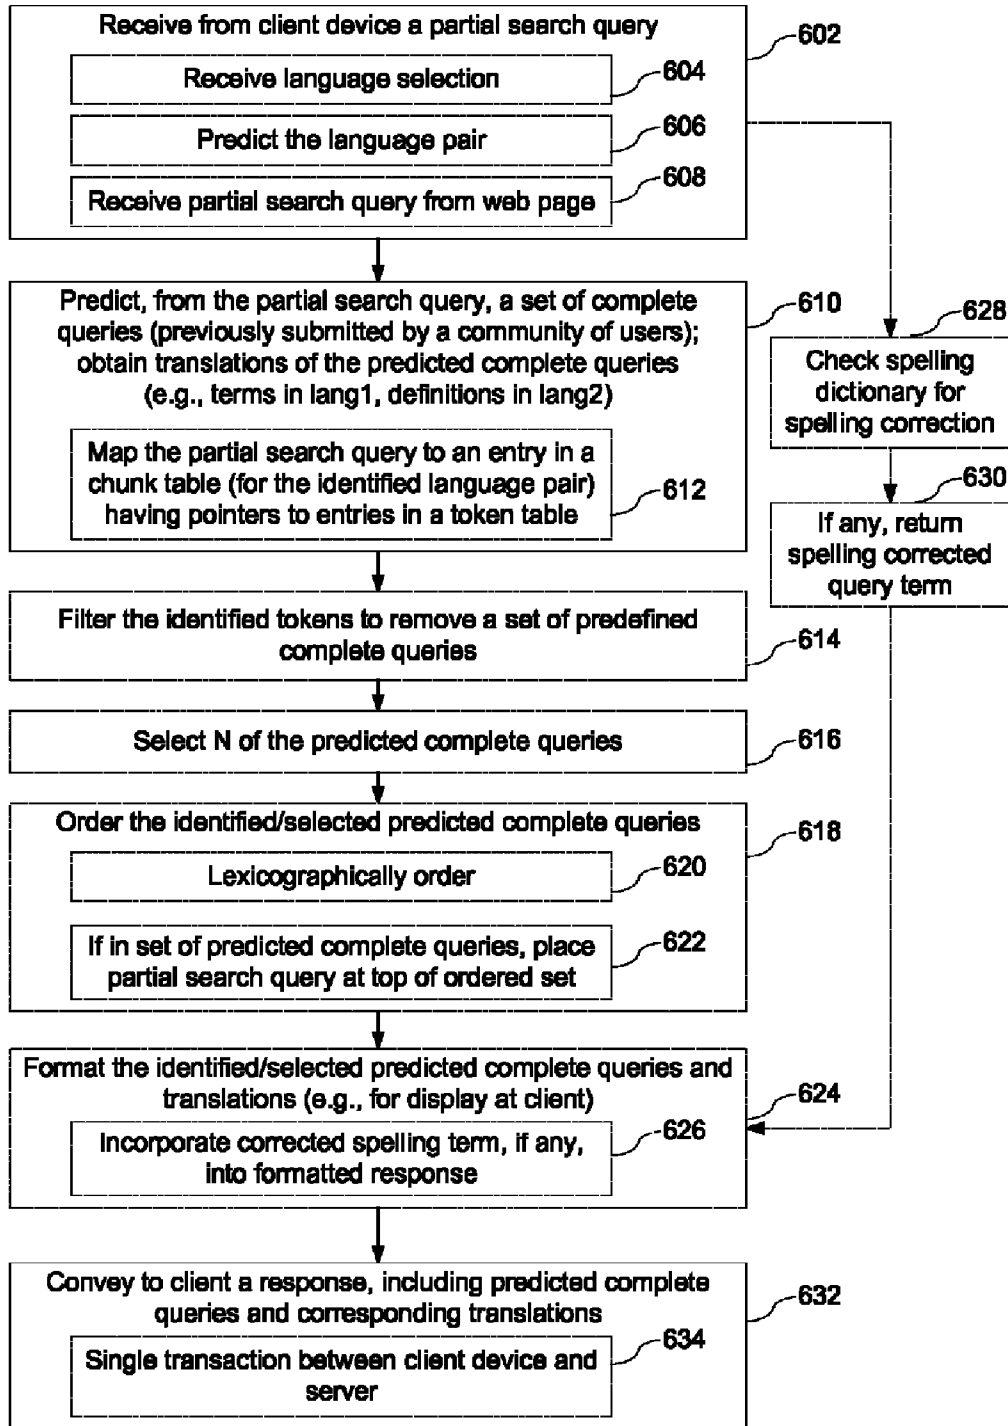 Receive from client device a partial search query
602
Receive language selection
604
Predict the language pair
606
Receive partial search query from web page
608
Predict, from the partial search query, a set of complete
queries (previously submitted by a community of users);
obtain translations of the predicted complete queries
(e.g., terms in lang1, definitions in lang2)
610
Map the partial search query to an entry in a
chunk table (for the identified language pair)
having pointers to entries in a token table
612
628
Check spelling
dictionary for
spelling correction
630
If any, return
spelling corrected
query term
Filter the identified tokens to remove a set of predefined
complete queries
614
Select N of the predicted complete queries
616
Order the identified/selected predicted complete queries
618
Lexicographically order
620
If in set of predicted complete queries, place
partial search query at top of ordered set
622
Format the identified/selected predicted complete queries and
translations (e.g., for display at client)
624
Incorporate corrected spelling term, if any,
into formatted response
626
Convey to client a response, including predicted complete
queries and corresponding translations
632
Single transaction between client device and
server
634